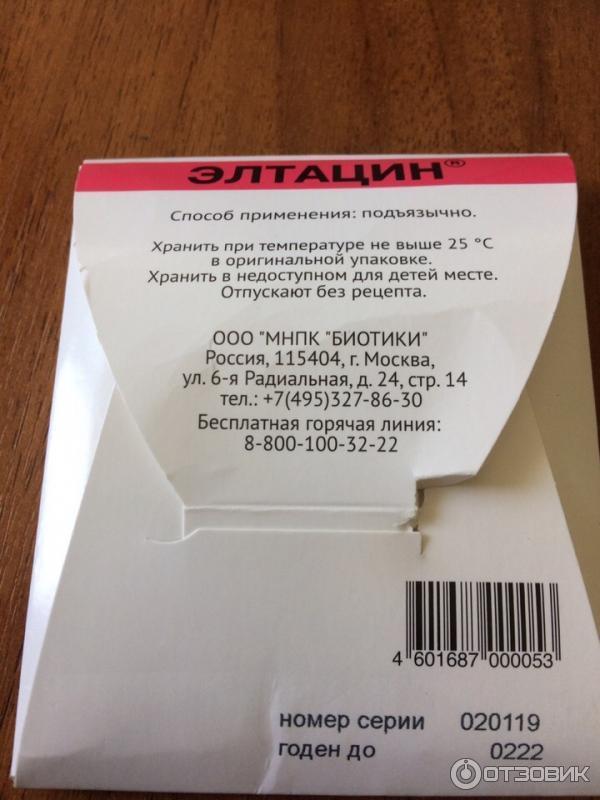 ЭЛТАЦИН®
Способ применения: подъязычно.
Хранить при температуре не выше 25 °C
в оригинальной упаковке.
Хранить в недоступном для детей месте.
Отпускают без рецепта.
ООО "МНПК "БИОТИКИ"
Россия, 115404, г. Москва,
ул. 6-я Радиальная, д. 24, стр. 14
тел.: +7(495)327-86-30
Бесплатная горячая линия:
8-800-100-32-22
4 601687 000053
номер серии 020119
годен до 0222
ОТЗОВИК